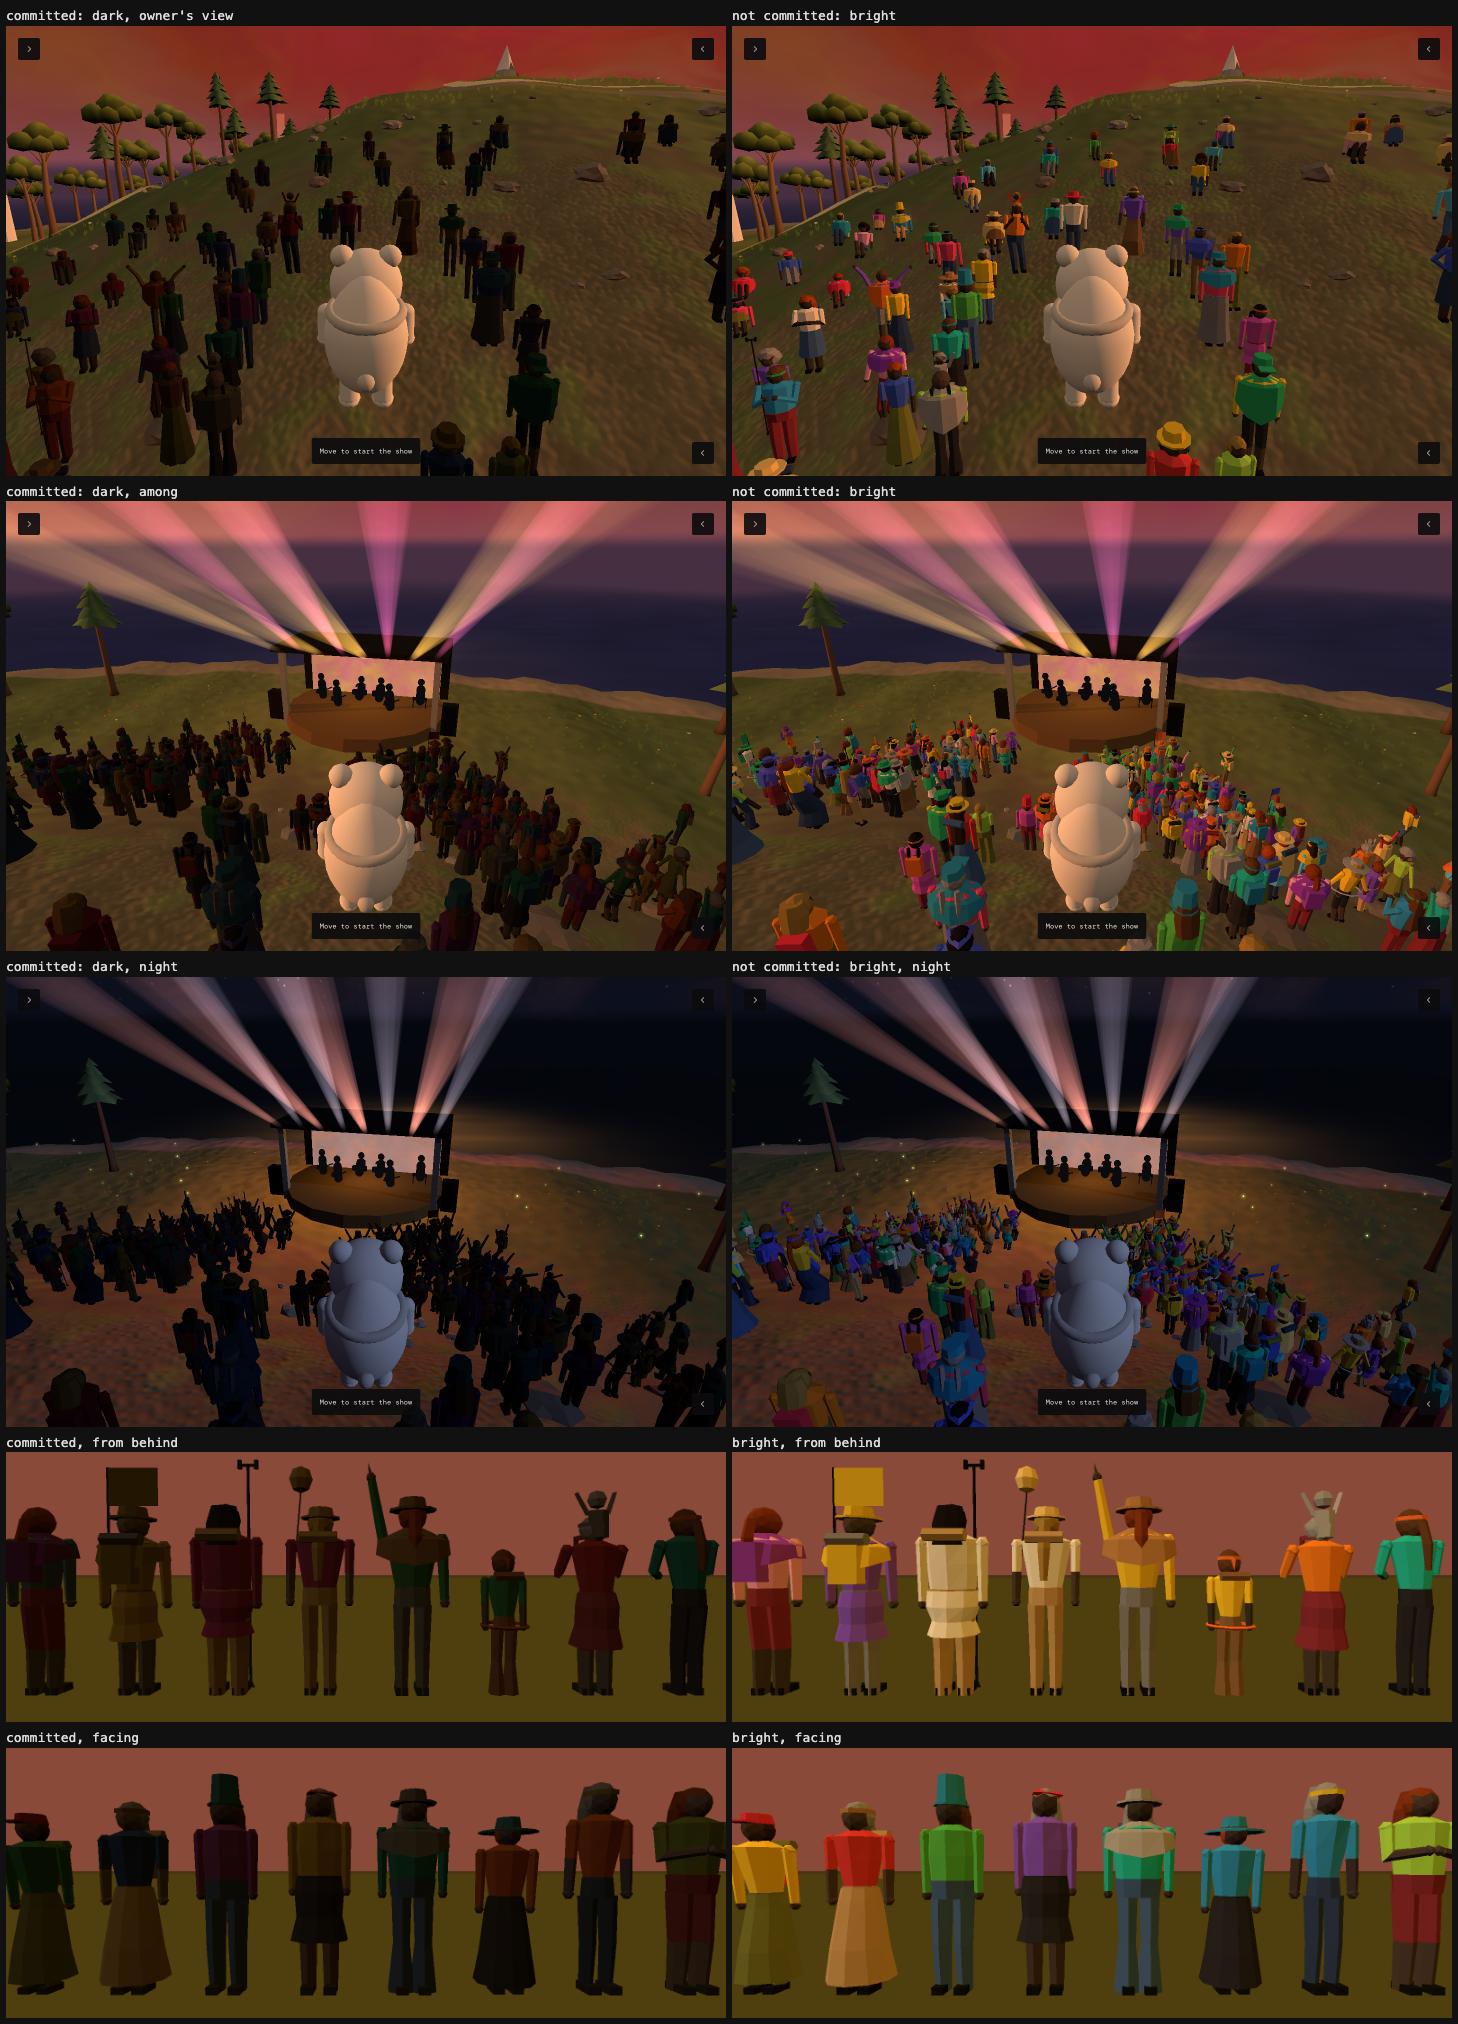 committed: dark, owner's view
not committed: bright
›
‹
›
‹
Move to start the show
‹
Move to start the show
‹
committed: dark, among
not committed: bright
›
‹
›
‹
Move to start the show
‹
Move to start the show
‹
committed: dark, night
not committed: bright, night
›
‹
›
‹
Move to start the show
‹
Move to start the show
‹
committed, from behind
bright, from behind
committed, facing
bright, facing